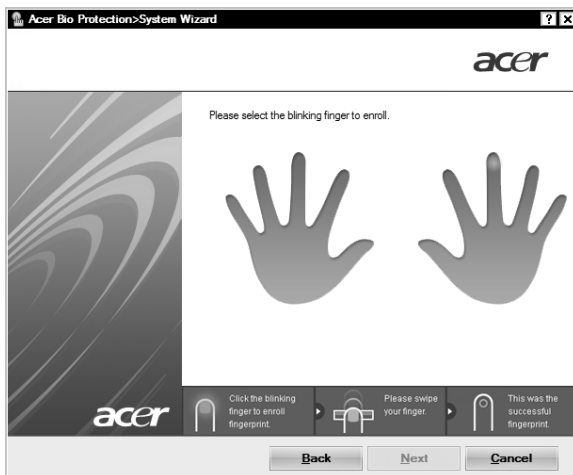 Acer Bio Protection>System Wizard
acer
Please select the blinking finger to enroll.
acer
Click the blinking
finger to enroll
fingerprint.
Please swipe
your finger.
This was the
successful
fingerprint.
Back
Next
Cancel